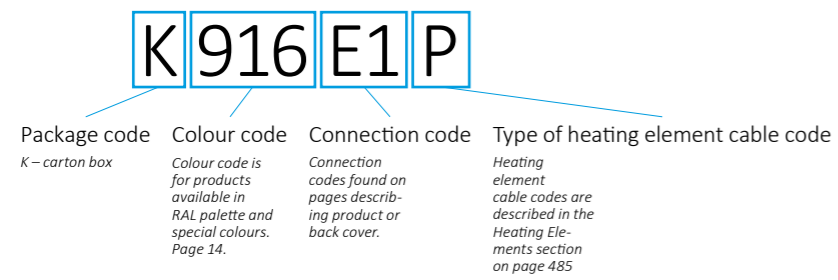 K 916 E1 P
Package code
K – carton box
Colour code
Colour code is
for products
available in
RAL palette and
special colours.
Page 14.
Connection code
Connection
codes found on
pages describ-
ing product or
back cover.
Type of heating element cable code
Heating
element
cable codes are
described in the
Heating Ele-
ments section
on page 485